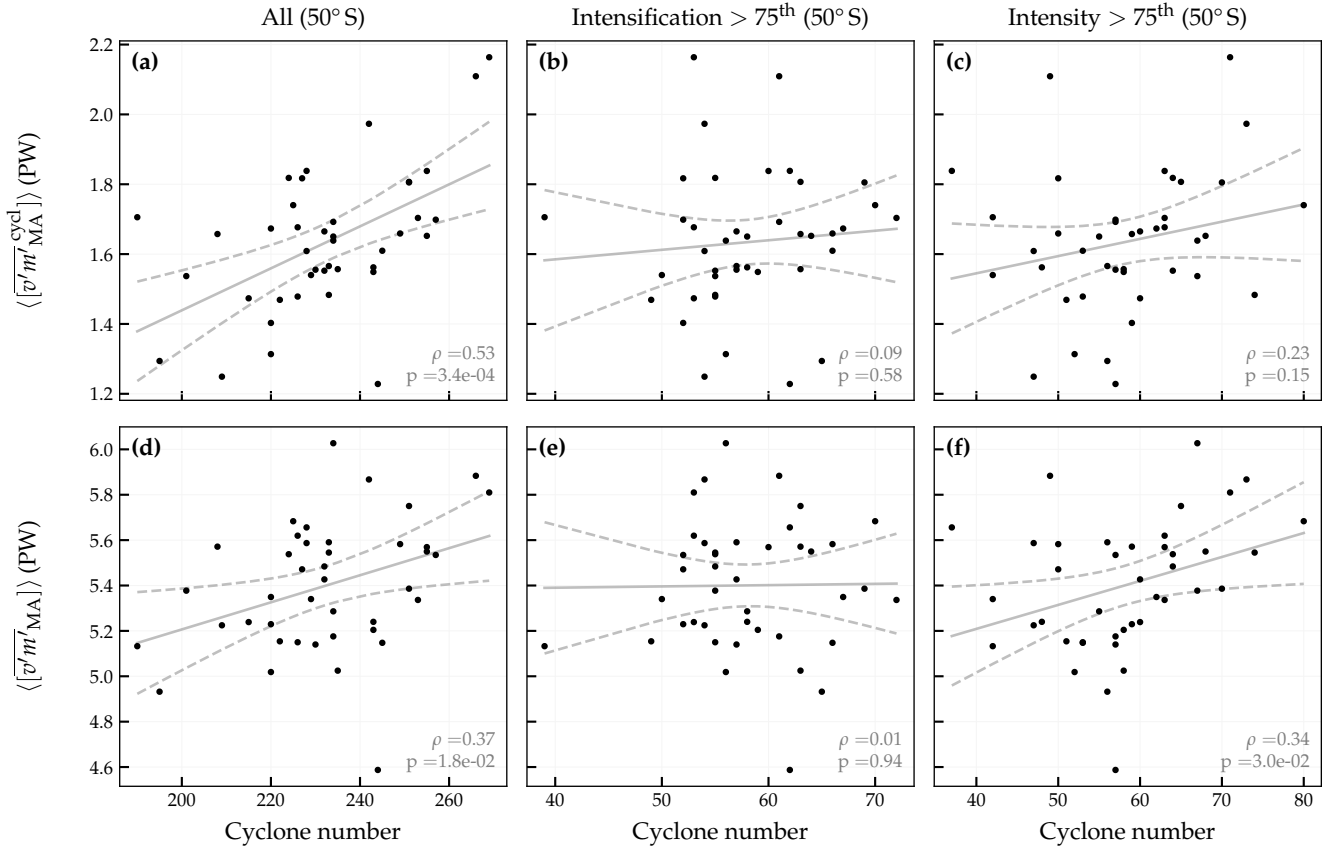 All (50° S)
Intensification > 75th (50° S)
Intensity > 75th (50° S)
⟨[v′m′MA^cycl]⟩ (PW)
2.2
2.0
1.8
1.6
1.4
1.2
(a)
ρ =0.53
p =3.4e-04
(b)
ρ =0.09
p =0.58
(c)
ρ =0.23
p =0.15
⟨[v′m′MA]⟩ (PW)
6.0
5.8
5.6
5.4
5.2
5.0
4.8
4.6
(d)
ρ =0.37
p =1.8e-02
(e)
ρ =0.01
p =0.94
(f)
ρ =0.34
p =3.0e-02
200 220 240 260
40 50 60 70
40 50 60 70 80
Cyclone number
Cyclone number
Cyclone number